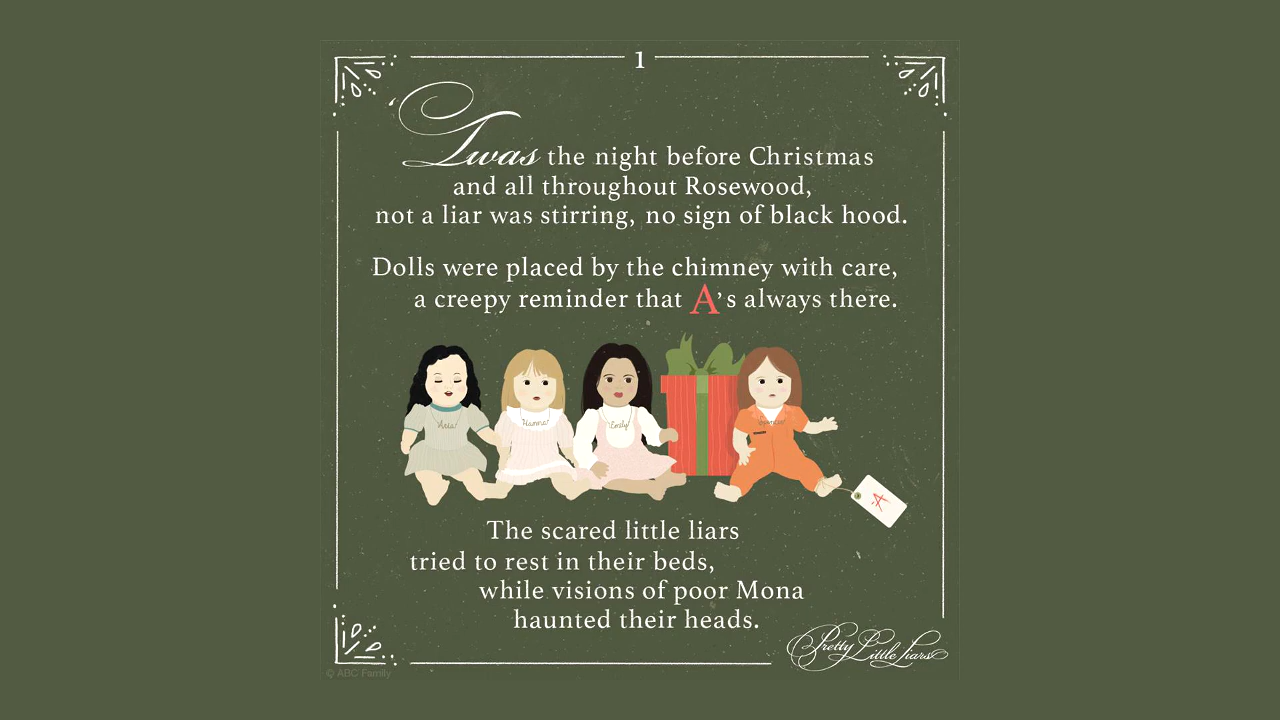 1
‘Twas the night before Christmas
and all throughout Rosewood,
not a liar was stirring, no sign of black hood.
Dolls were placed by the chimney with care,
a creepy reminder that A’s always there.
Aria
Hanna
Emily
Spencer
-A
The scared little liars
tried to rest in their beds,
while visions of poor Mona
haunted their heads.
Pretty Little Liars
© ABC Family